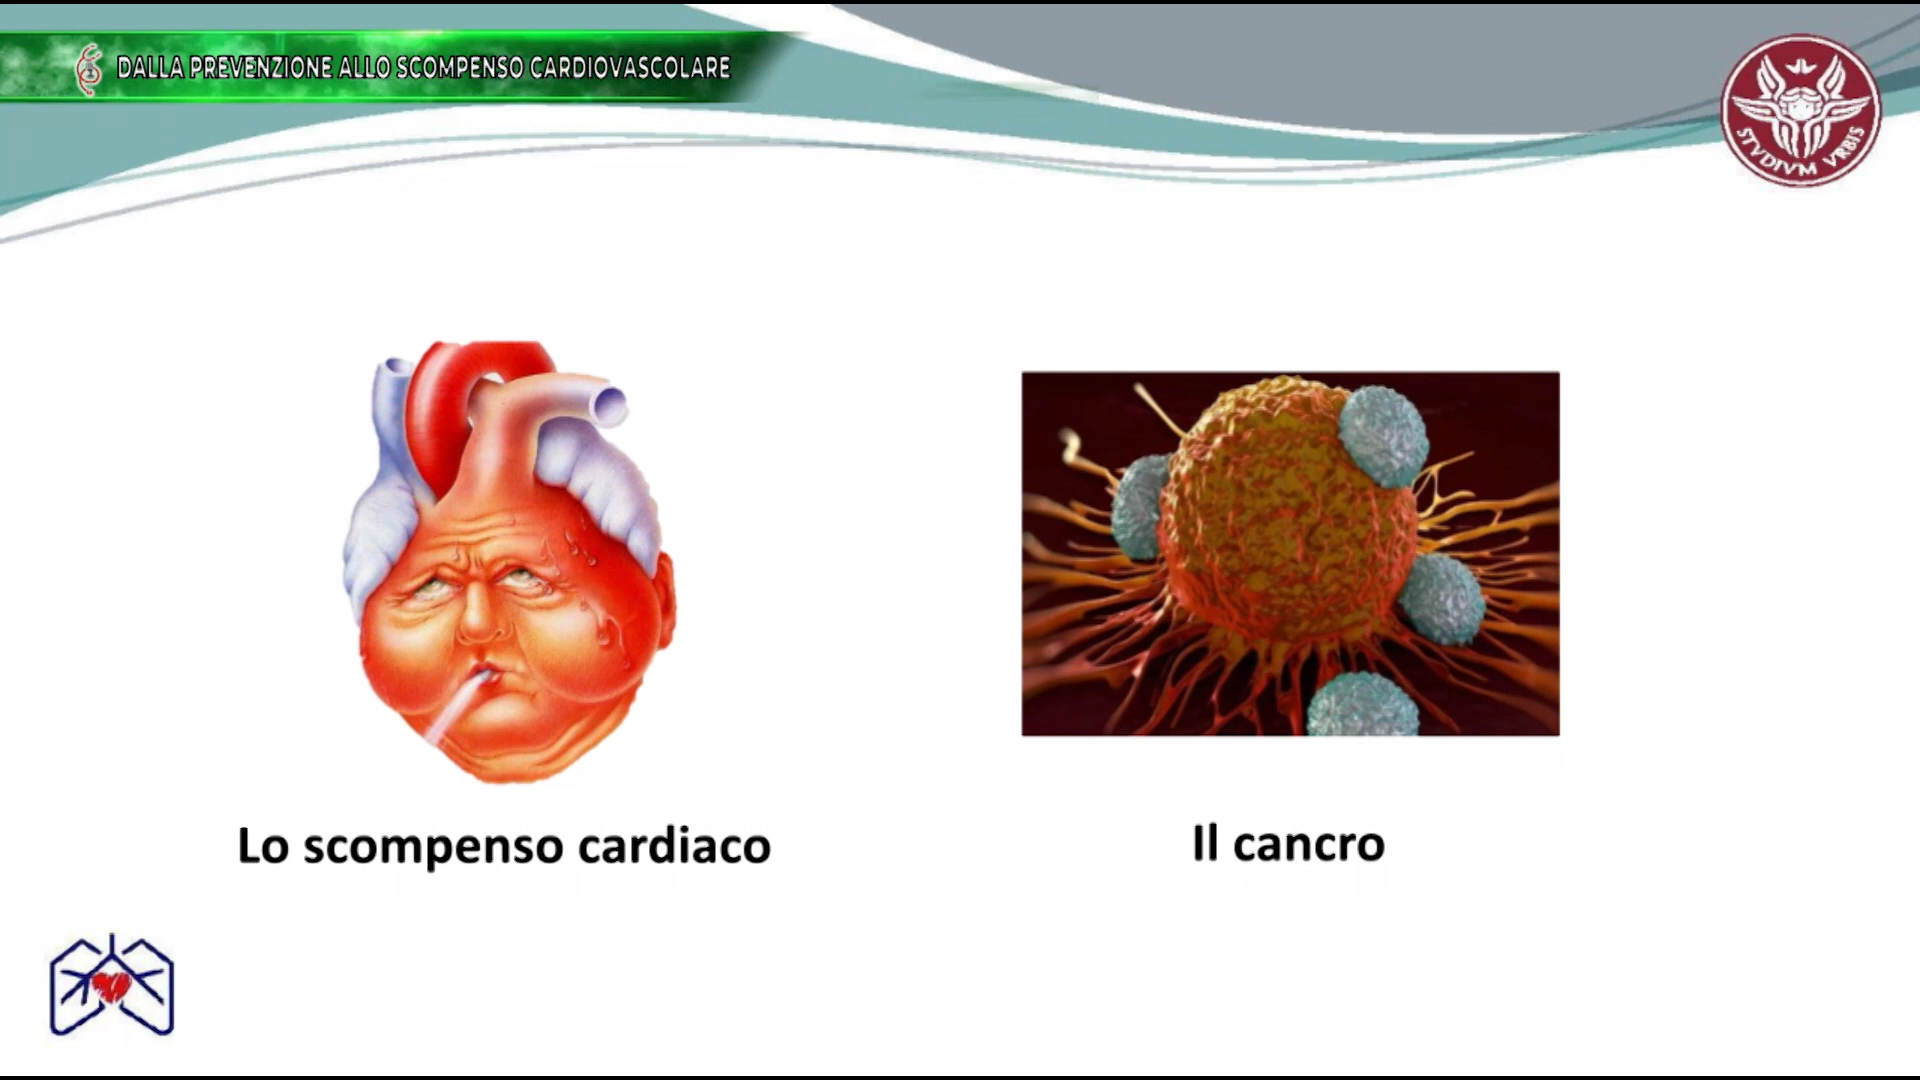 DALLA PREVENZIONE ALLO SCOMPENSO CARDIOVASCOLARE
STVDIVM VRBIS
Lo scompenso cardiaco
Il cancro